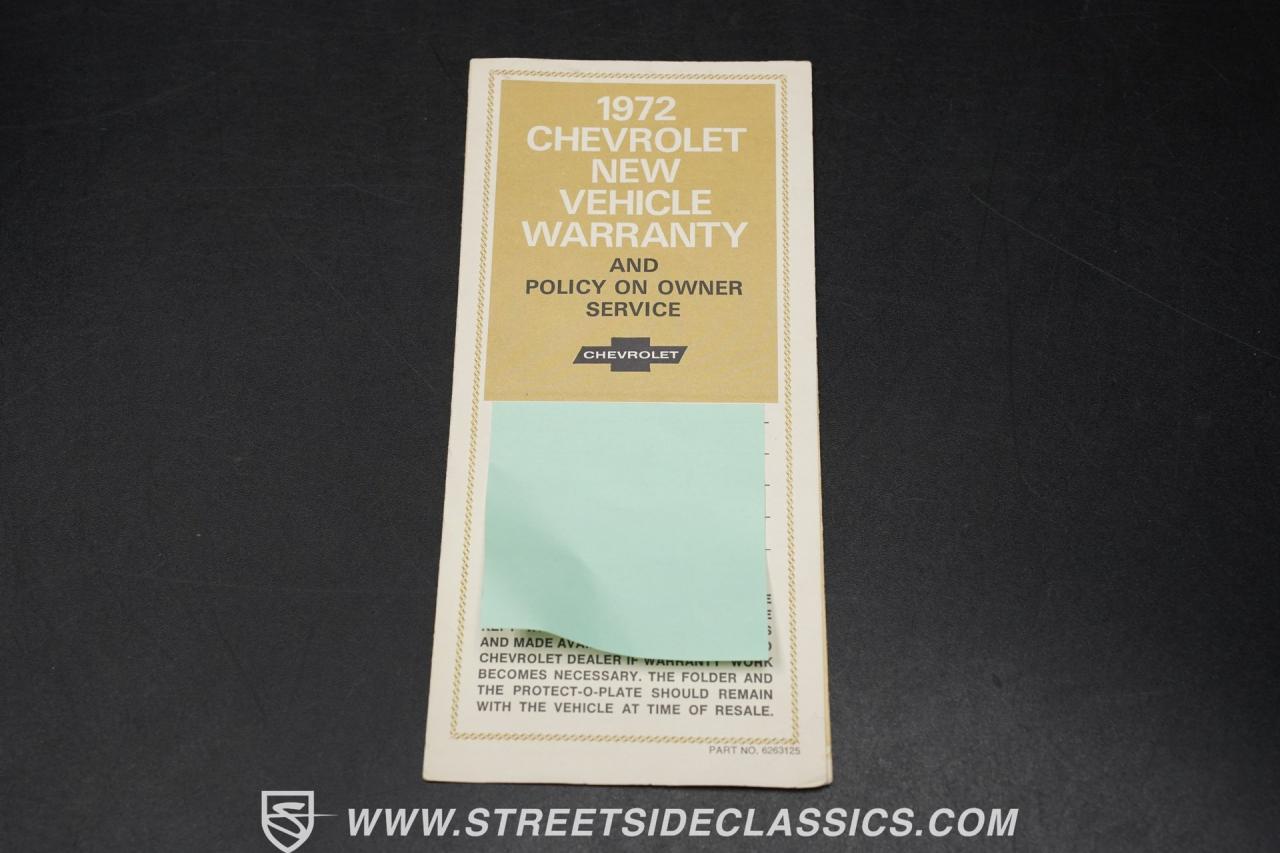 1972
CHEVROLET
NEW
VEHICLE
WARRANTY
AND
POLICY ON OWNER
SERVICE
CHEVROLET
AND MADE
CHEVROLET DEALER IF WARRANTY WORK
BECOMES NECESSARY. THE FOLDER AND
THE PROTECT-O-PLATE SHOULD REMAIN
WITH THE VEHICLE AT TIME OF RESALE.
PART NO. 6263125
WWW.STREETSIDECLASSICS.COM